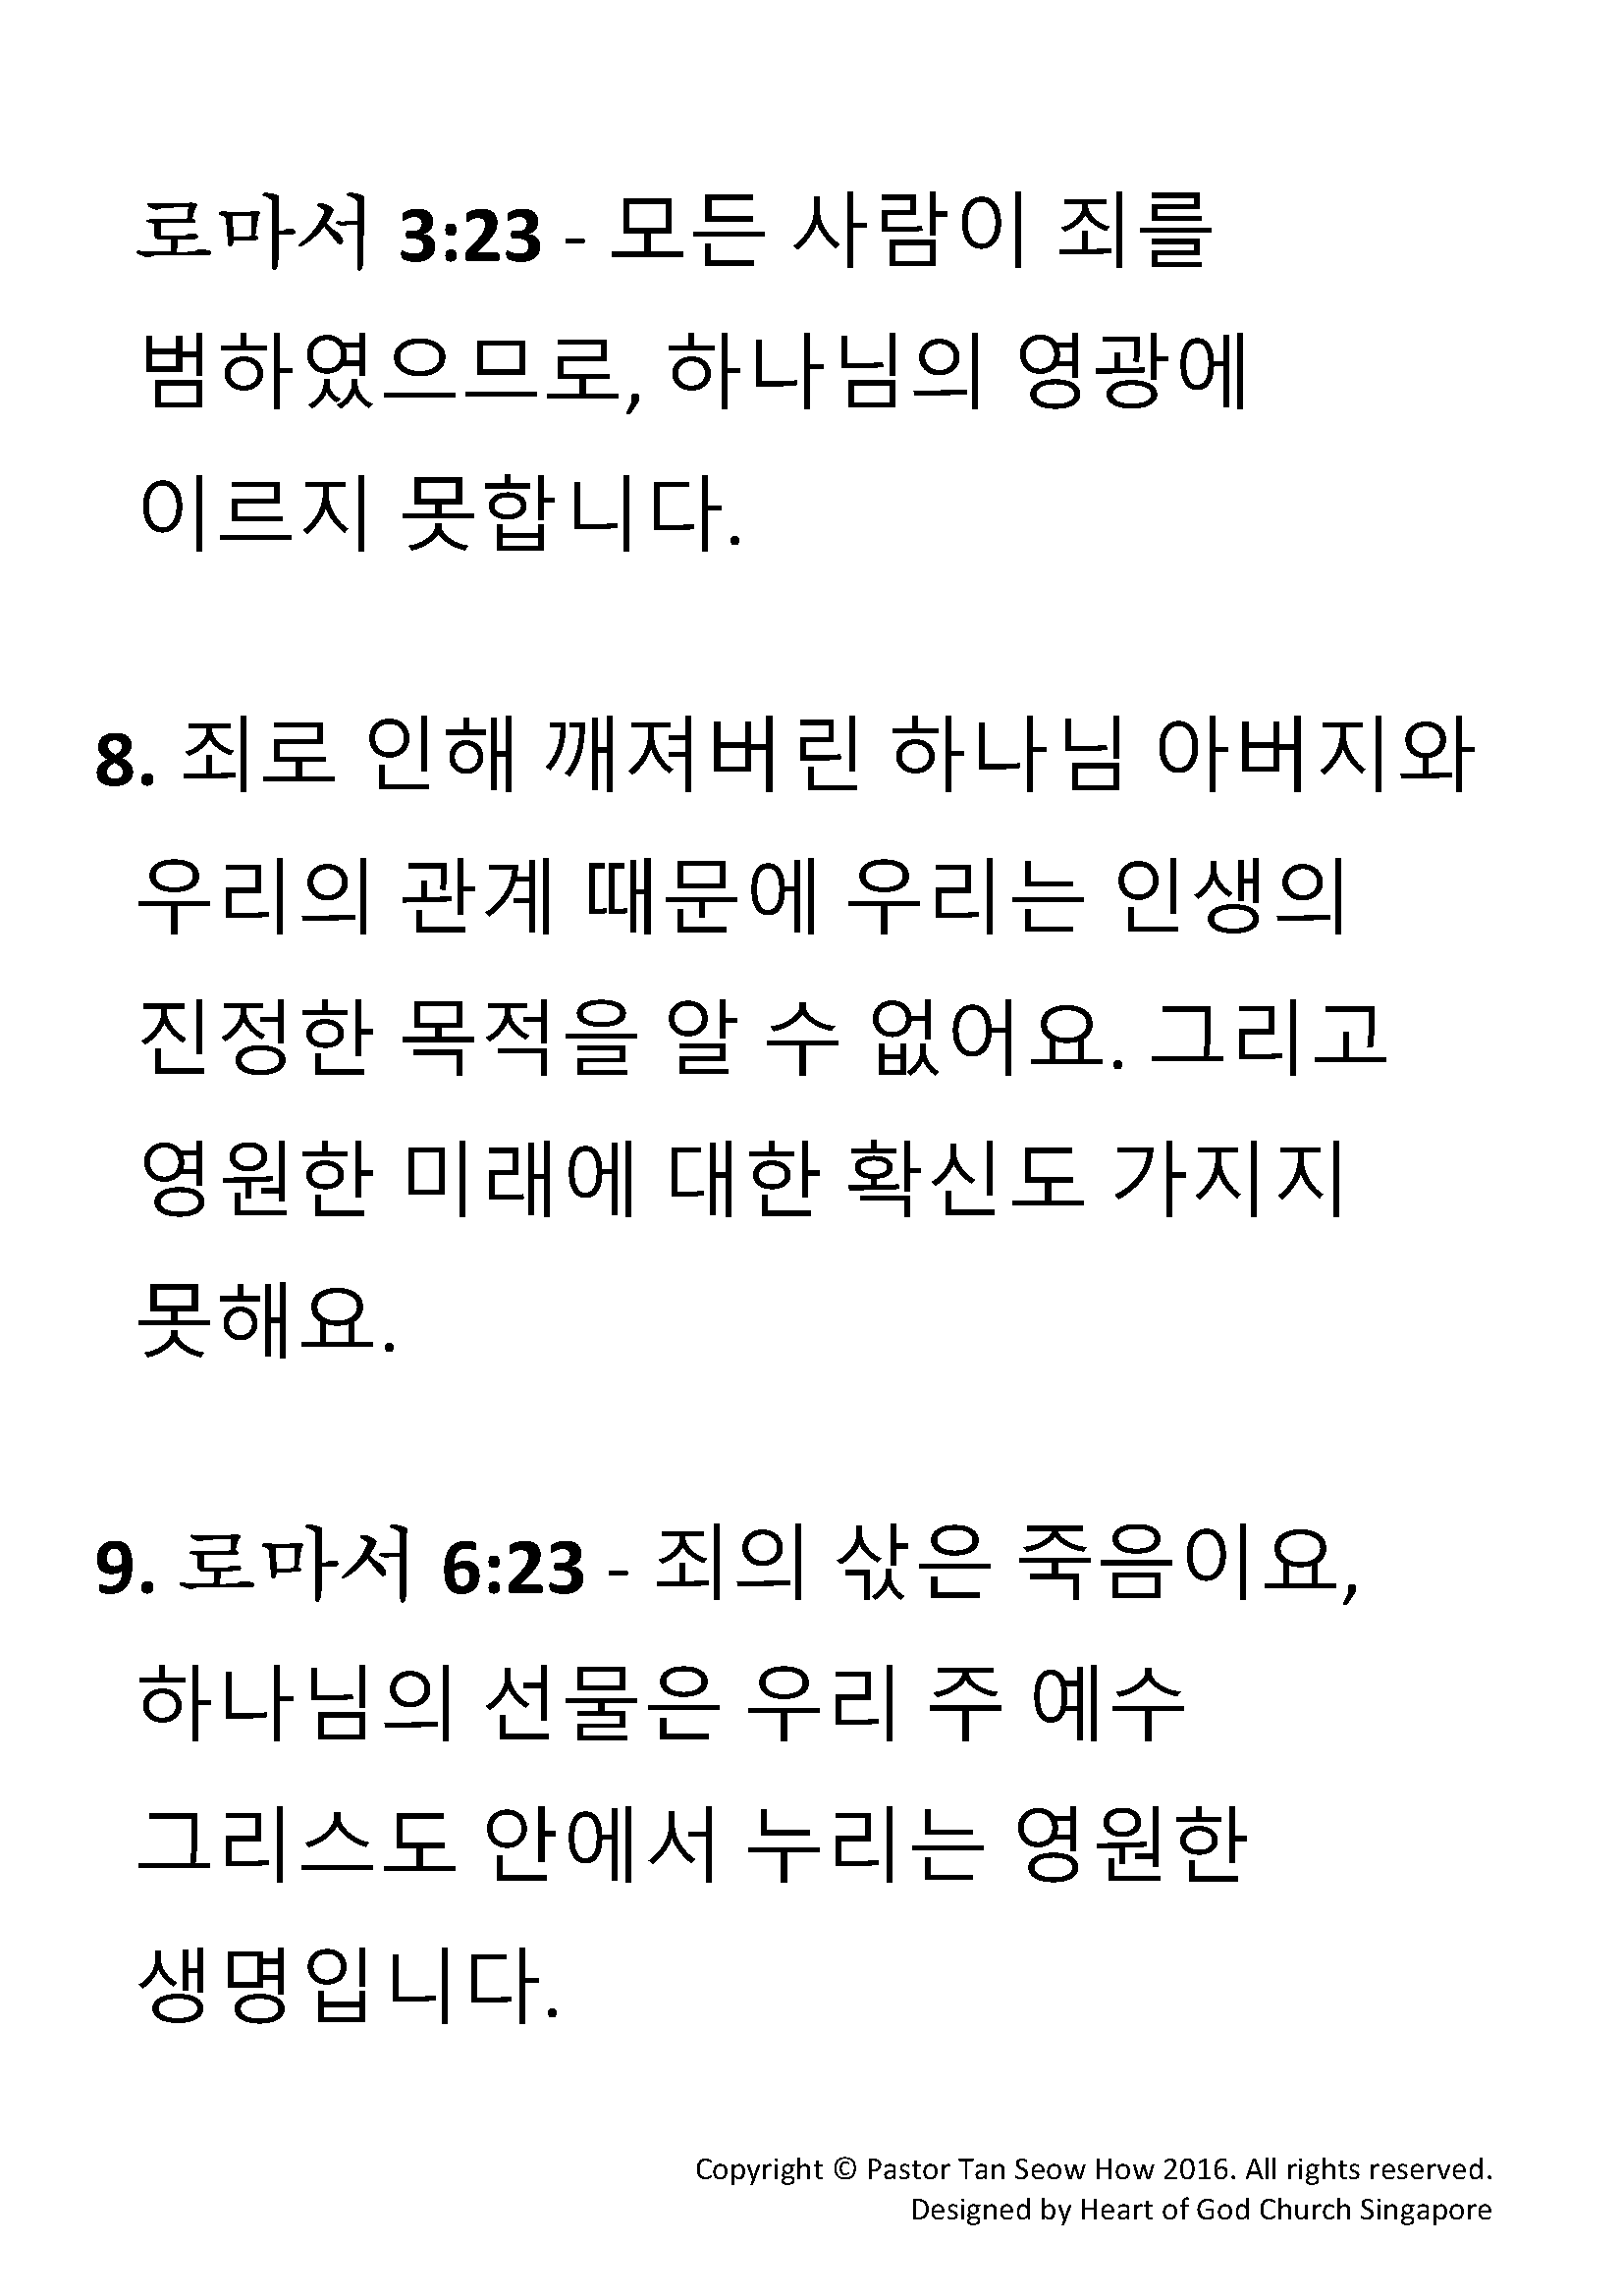 로마서 3:23 - 모든 사람이 죄를
범하였으므로, 하나님의 영광에
이르지 못합니다.
8. 죄로 인해 깨져버린 하나님 아버지와
우리의 관계 때문에 우리는 인생의
진정한 목적을 알 수 없어요. 그리고
영원한 미래에 대한 확신도 가지지
못해요.
9. 로마서 6:23 - 죄의 삯은 죽음이요,
하나님의 선물은 우리 주 예수
그리스도 안에서 누리는 영원한
생명입니다.
Copyright © Pastor Tan Seow How 2016. All rights reserved.
Designed by Heart of God Church Singapore